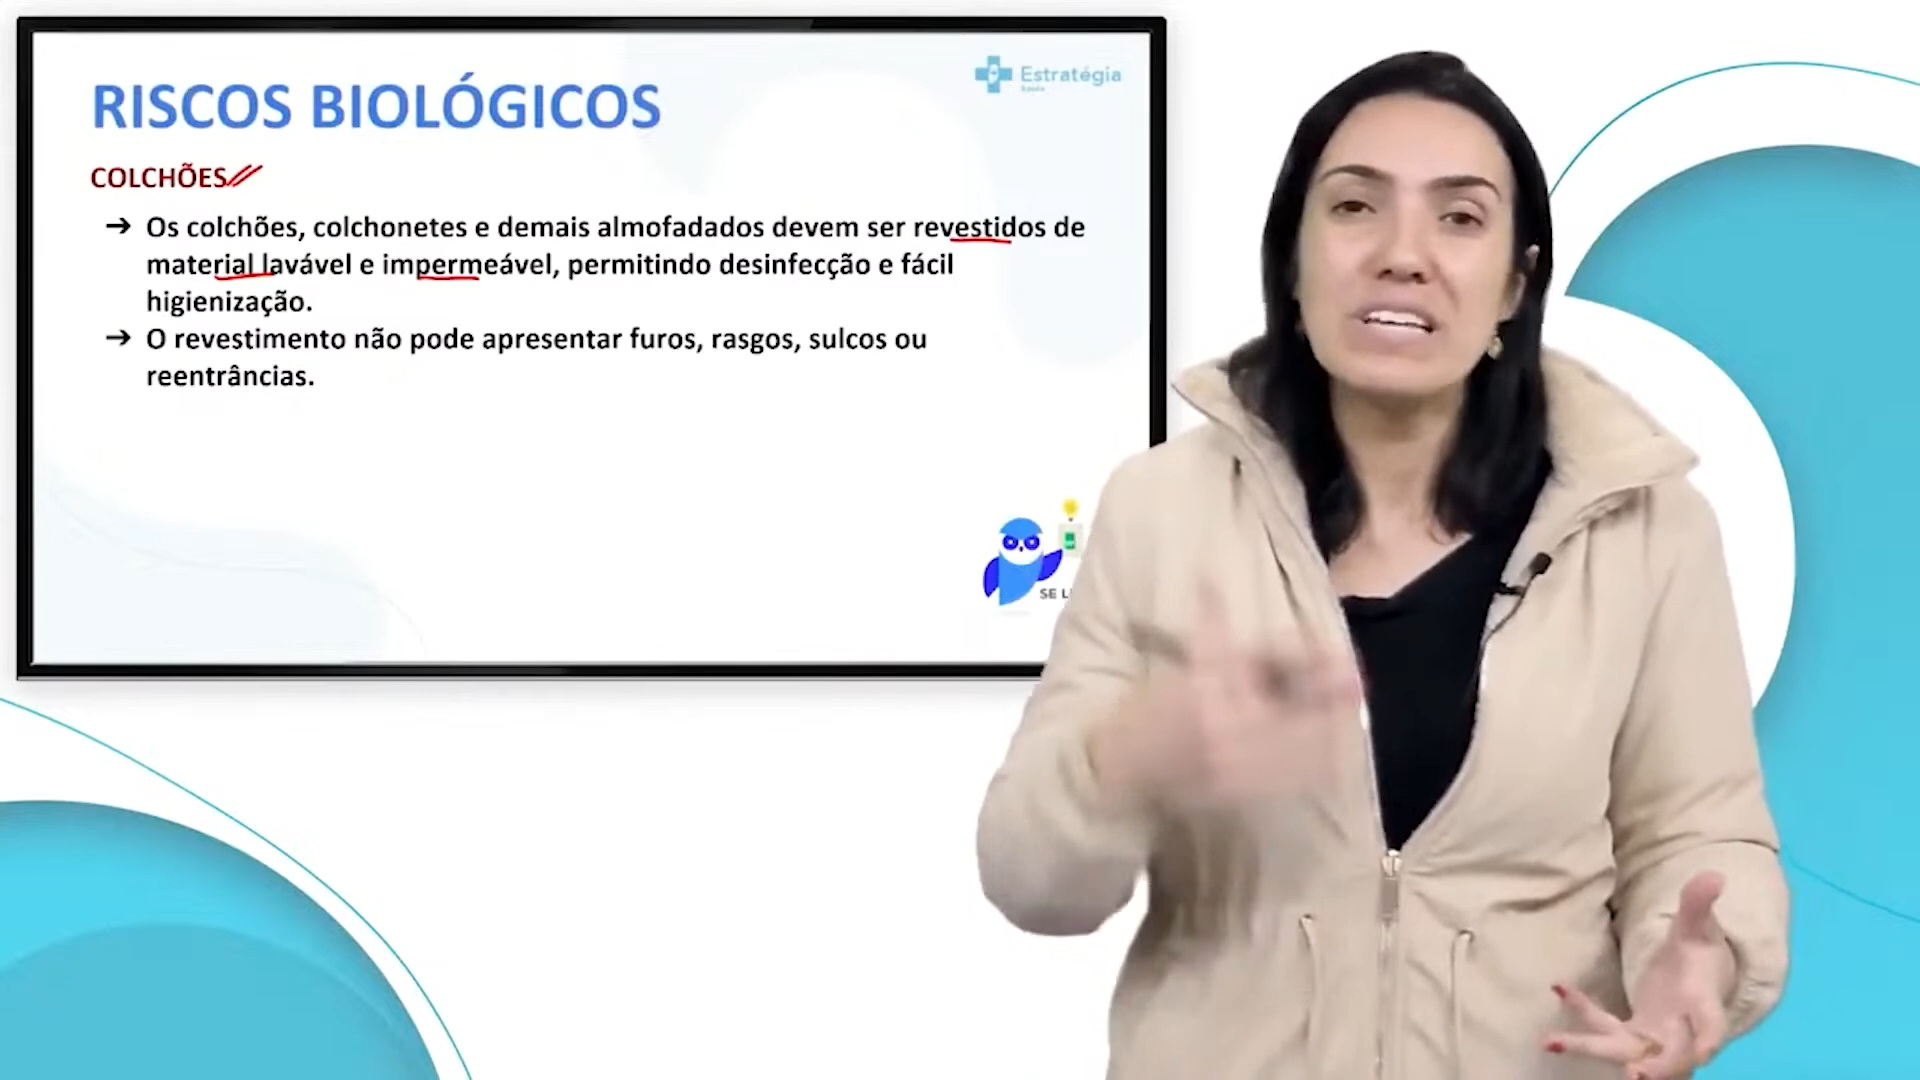 RISCOS BIOLÓGICOS
Estratégia
COLCHÕES
➔ Os colchões, colchonetes e demais almofadados devem ser revestidos de
material lavável e impermeável, permitindo desinfecção e fácil
higienização.
➔ O revestimento não pode apresentar furos, rasgos, sulcos ou
reentrâncias.
SE